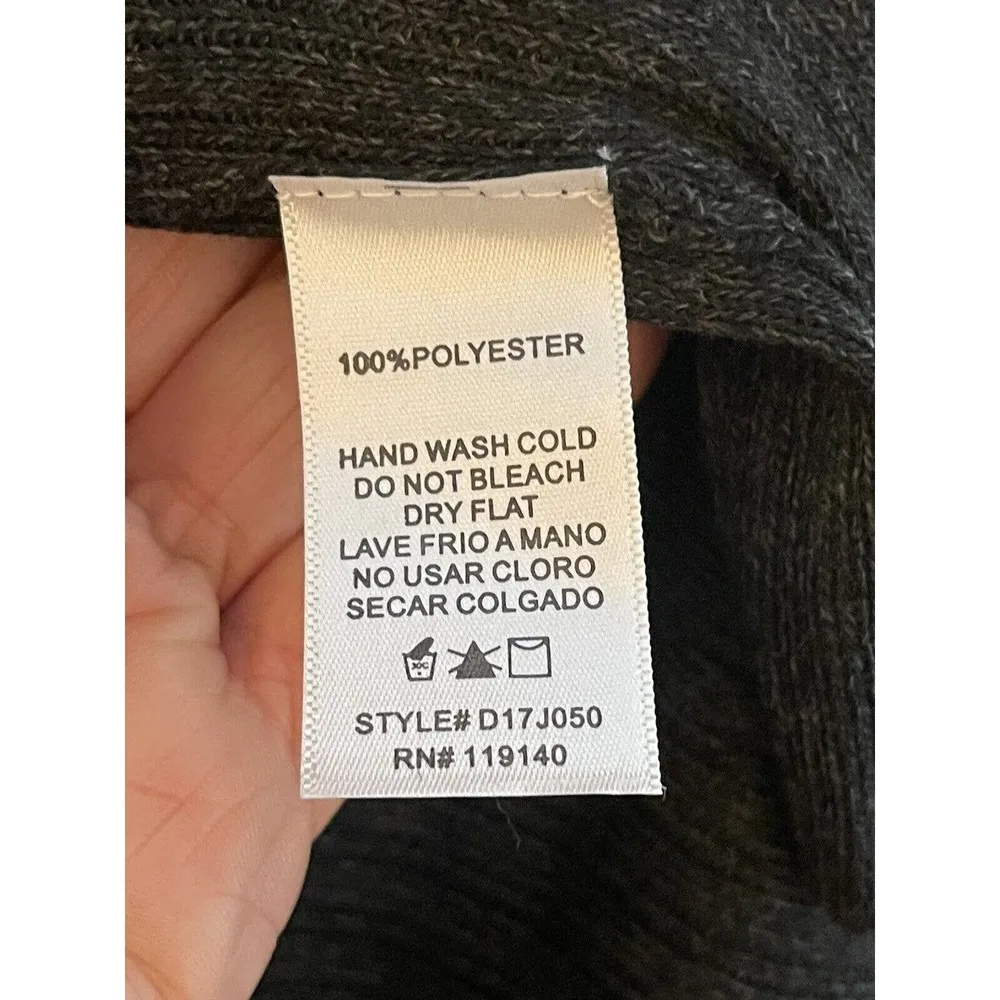 100%POLYESTER
HAND WASH COLD
DO NOT BLEACH
DRY FLAT
LAVE FRIO A MANO
NO USAR CLORO
SECAR COLGADO
30C
STYLE# D17J050
RN# 119140